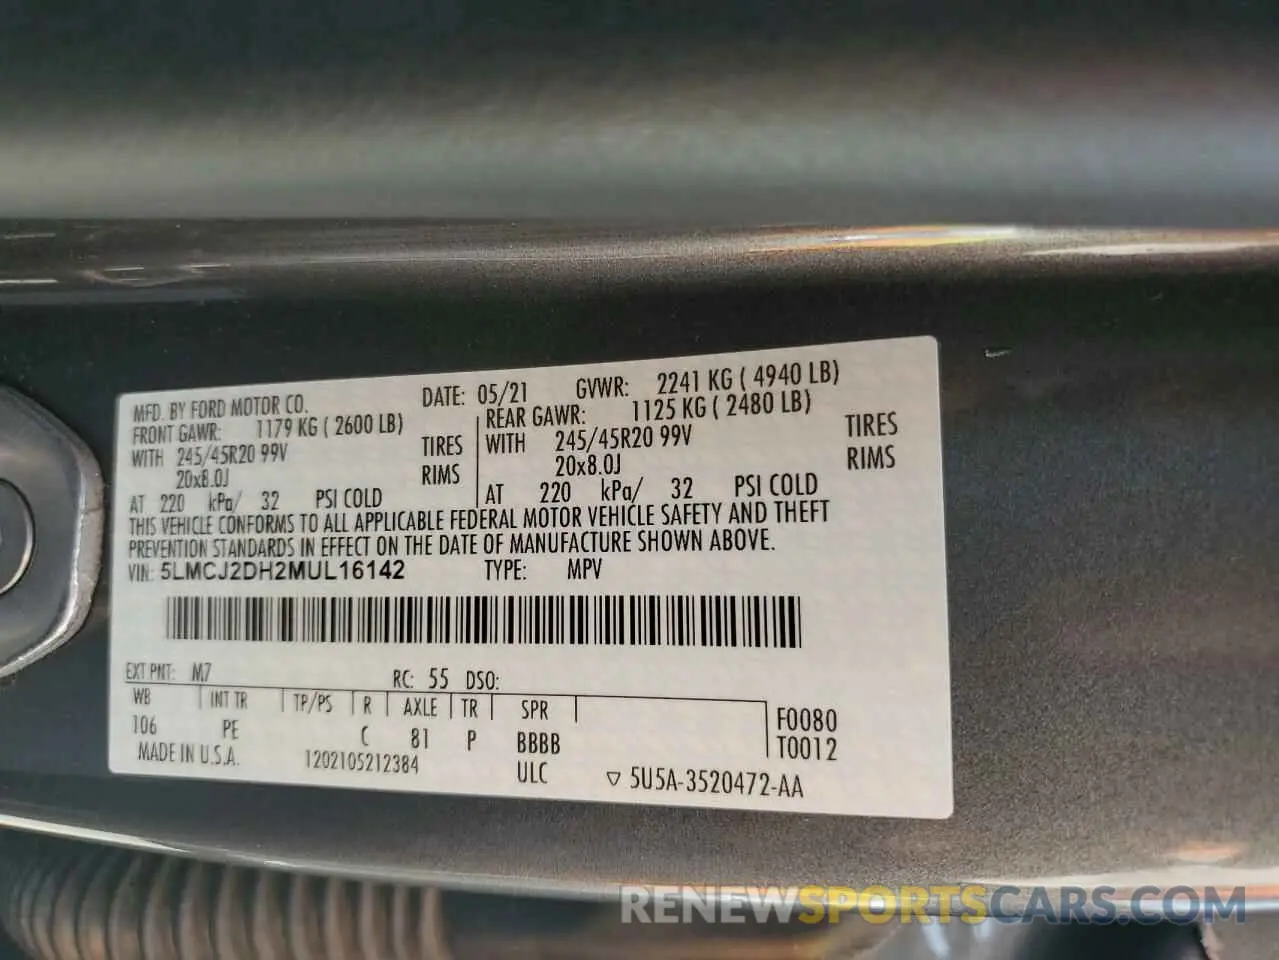 MFD. BY FORD MOTOR CO. DATE: 05/21 GVWR: 2241 KG ( 4940 LB)
FRONT GAWR: 1179 KG ( 2600 LB) REAR GAWR: 1125 KG ( 2480 LB)
WITH 245/45R20 99V TIRES WITH 245/45R20 99V TIRES
20x8.0J RIMS 20x8.0J RIMS
AT 220 kPa/ 32 PSI COLD AT 220 kPa/ 32 PSI COLD
THIS VEHICLE CONFORMS TO ALL APPLICABLE FEDERAL MOTOR VEHICLE SAFETY AND THEFT
PREVENTION STANDARDS IN EFFECT ON THE DATE OF MANUFACTURE SHOWN ABOVE.
VIN: 5LMCJ2DH2MUL16142 TYPE: MPV
EXT PNT: M7 RC: 55 DSO:
WB INT TR TP/PS R AXLE TR SPR
106 PE C 81 P BBBB F0080
T0012
MADE IN U.S.A. 1202105212384 ULC ▽ 5U5A-3520472-AA
RENEWSPORTSCARS.COM